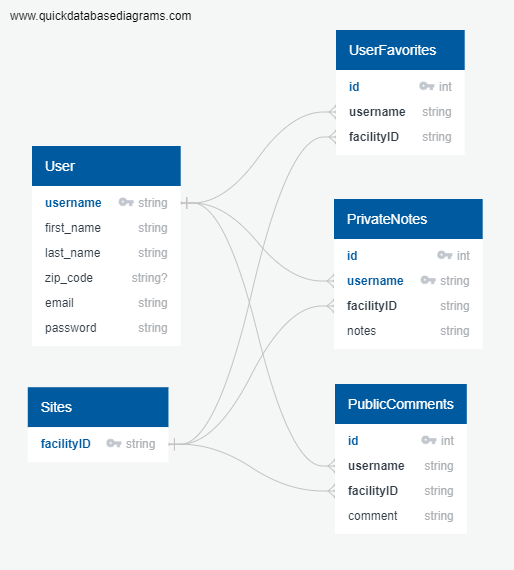 www.quickdatabasediagrams.com
User
username string
first_name string
last_name string
zip_code string?
email string
password string
Sites
facilityID string
UserFavorites
id int
username string
facilityID string
PrivateNotes
id int
username string
facilityID string
notes string
PublicComments
id int
username string
facilityID string
comment string